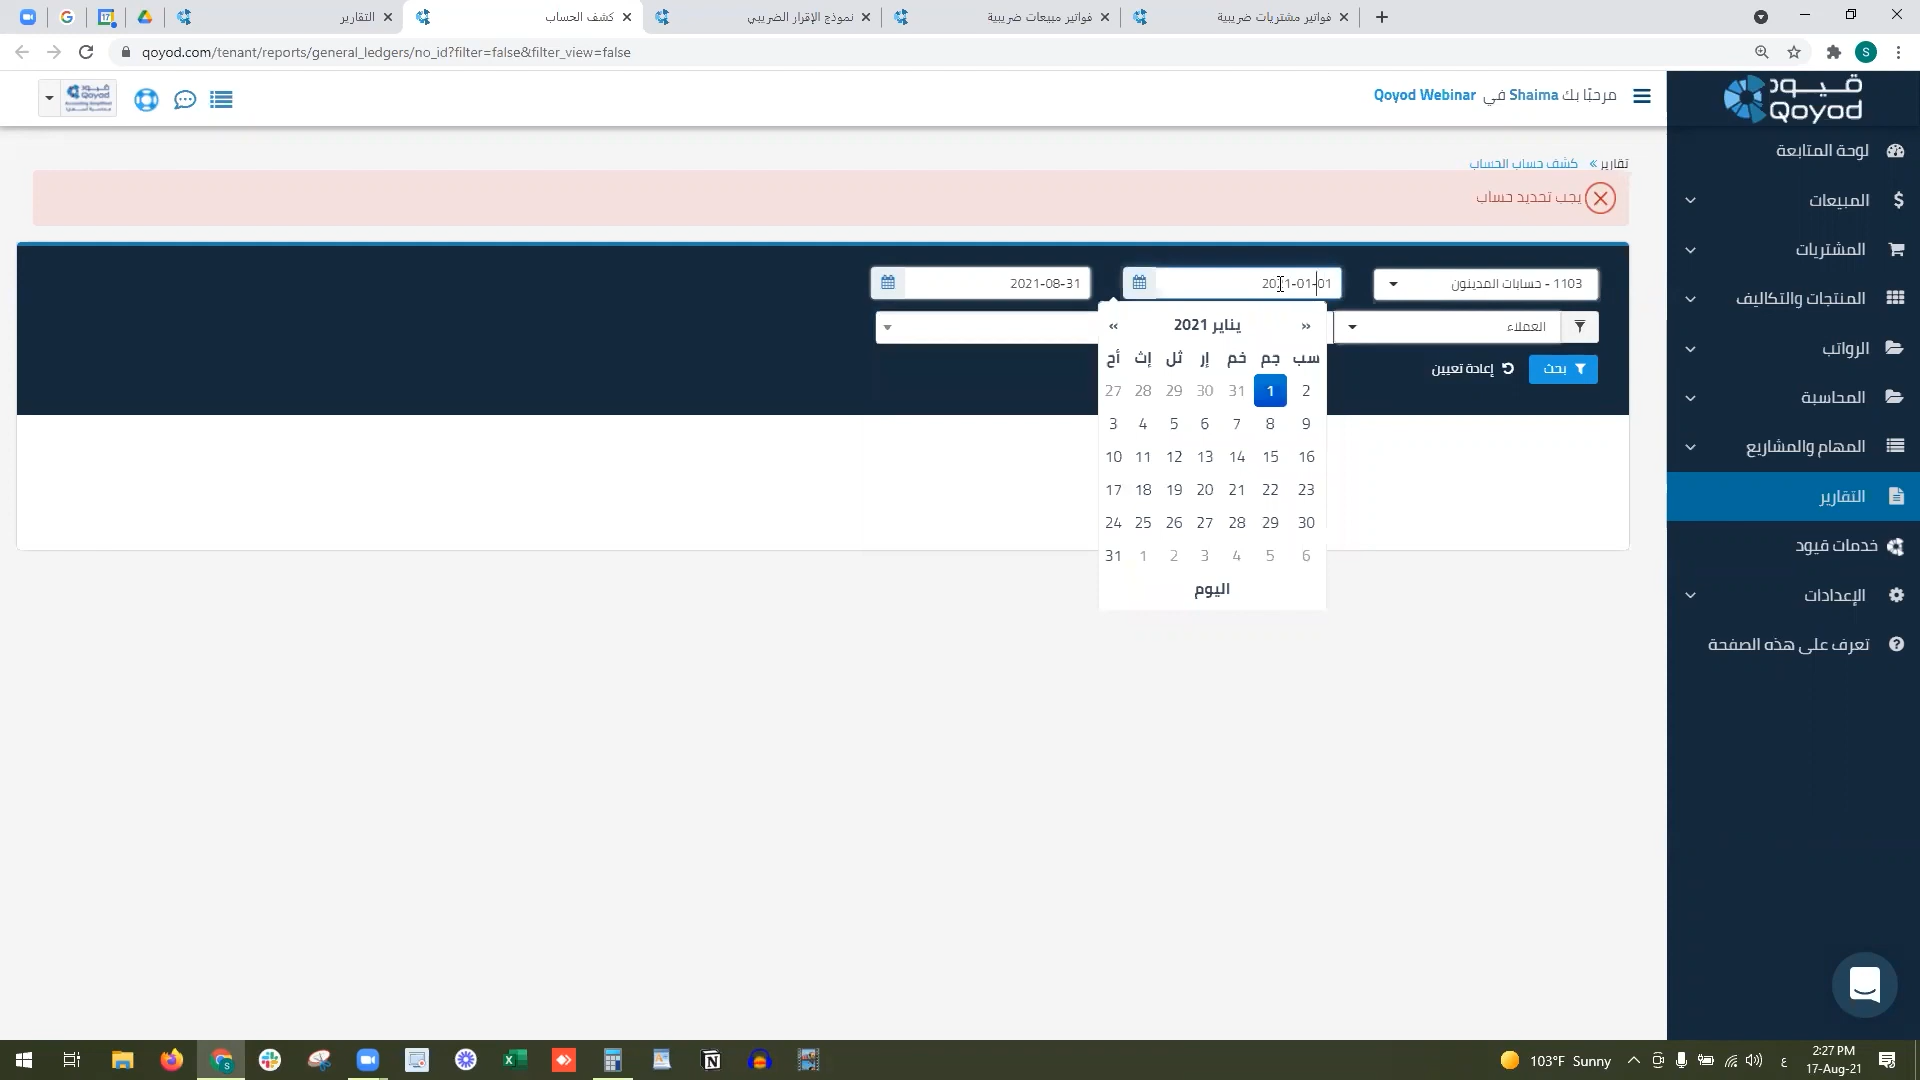 التقارير
كشف الحساب
نموذج الإقرار الضريبي
فواتير مبيعات ضريبية
فواتير مشتريات ضريبية
qoyod.com/tenant/reports/general_ledgers/no_id?filter=false&filter_view=false
S
مرحبًا بك Shaima في Qoyod Webinar
قيود
Qoyod
لوحة المتابعة
المبيعات
المشتريات
المنتجات والتكاليف
الرواتب
المحاسبة
المهام والمشاريع
التقارير
خدمات قيود
الإعدادات
تعرف على هذه الصفحة
تقارير » كشف حساب الحساب
يجب تحديد حساب
1103 - حسابات المدينون
2021-01-01
2021-08-31
العملاء
بحث
إعادة تعيين
« يناير 2021 »
أح إث ثل إر خم جم سب
27 28 29 30 31 1 2
3 4 5 6 7 8 9
10 11 12 13 14 15 16
17 18 19 20 21 22 23
24 25 26 27 28 29 30
31 1 2 3 4 5 6
اليوم
103°F Sunny
ع
2:27 PM
17-Aug-21